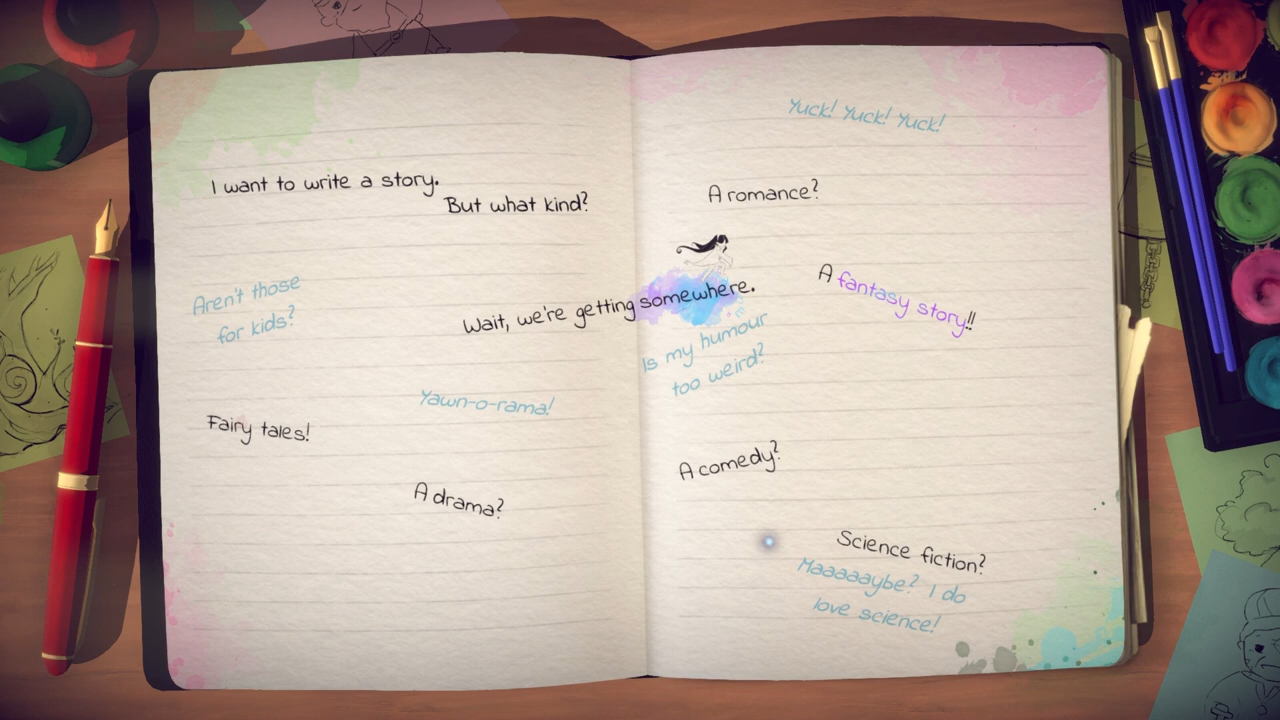 I want to write a story.
But what kind?
Aren't those
for kids?
Fairy tales!
Yawn-o-rama!
A drama?
Wait, we're getting somewhere.
Yuck! Yuck! Yuck!
A romance?
A fantasy story!!
Is my humour
too weird?
A comedy?
Science fiction?
Maaaaaybe? I do
love science!